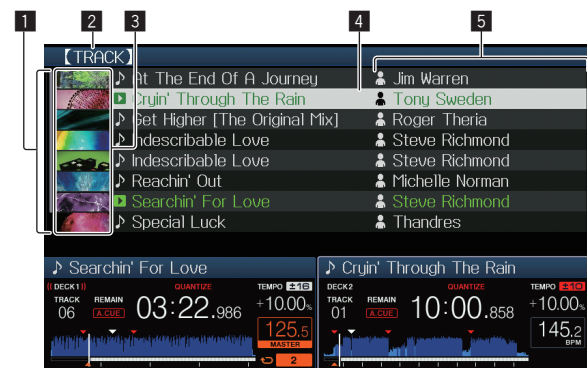 1 2 3 4 5
【TRACK】
At The End Of A Journey Jim Warren
Cryin' Through The Rain Tony Sweden
Get Higher [The Original Mix] Roger Theria
Indescribable Love Steve Richmond
Indescribable Love Steve Richmond
Reachin' Out Michelle Norman
Searchin' For Love Steve Richmond
Special Luck Thandres
Searchin' For Love
DECK1 QUANTIZE TEMPO ±16
TRACK REMAIN +10.00%
06 A.CUE 03:22.986
125.5
MASTER
2
Cryin' Through The Rain
DECK2 QUANTIZE TEMPO ±10
TRACK REMAIN +10.00%
01 A.CUE 10:00.858
145.2
BPM